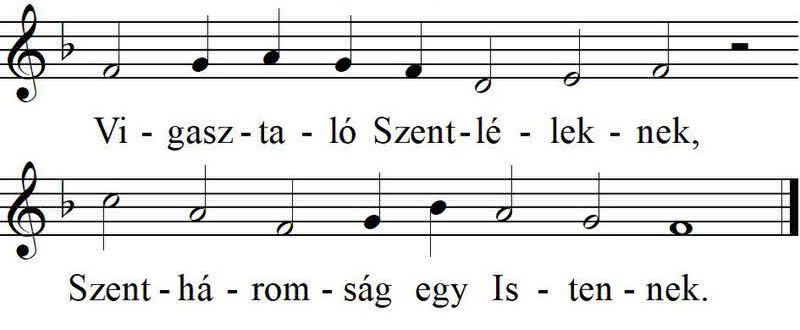 Vi - gasz - ta - ló Szent - lé - lek - nek,
Szent - há - rom - ság egy Is - ten - nek.